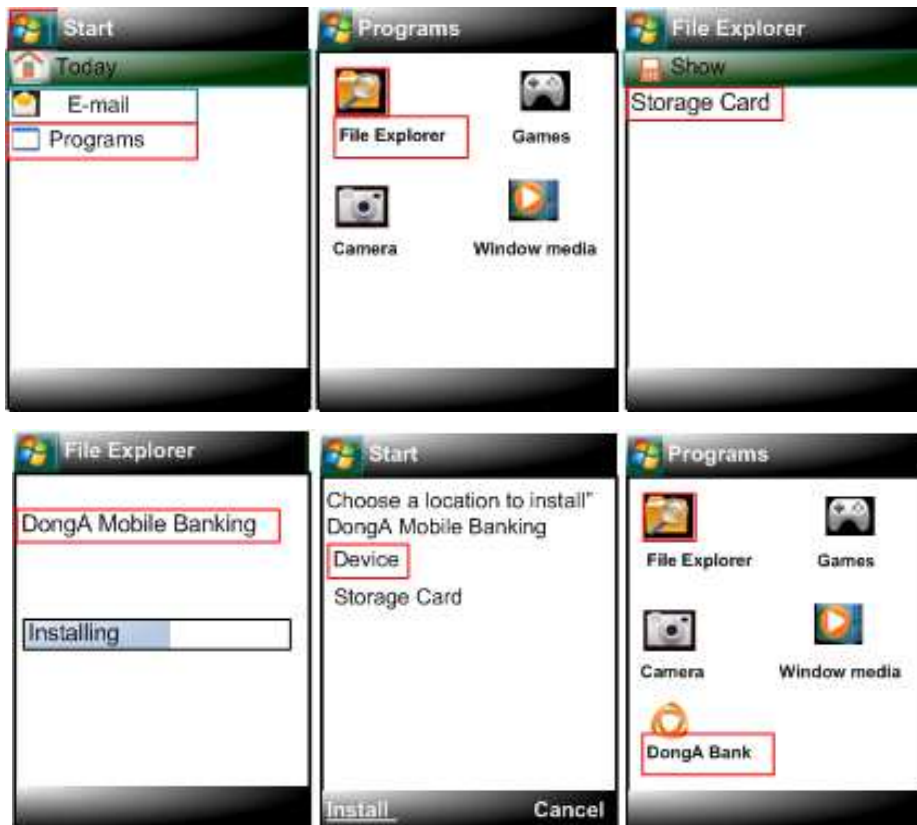 Start
Today
E-mail
Programs
Programs
File Explorer
Games
Camera
Window media
File Explorer
Show
Storage Card
File Explorer
DongA Mobile Banking
Installing
Start
Choose a location to install"
DongA Mobile Banking
Device
Storage Card
Install
Cancel
Programs
File Explorer
Games
Camera
Window media
DongA Bank